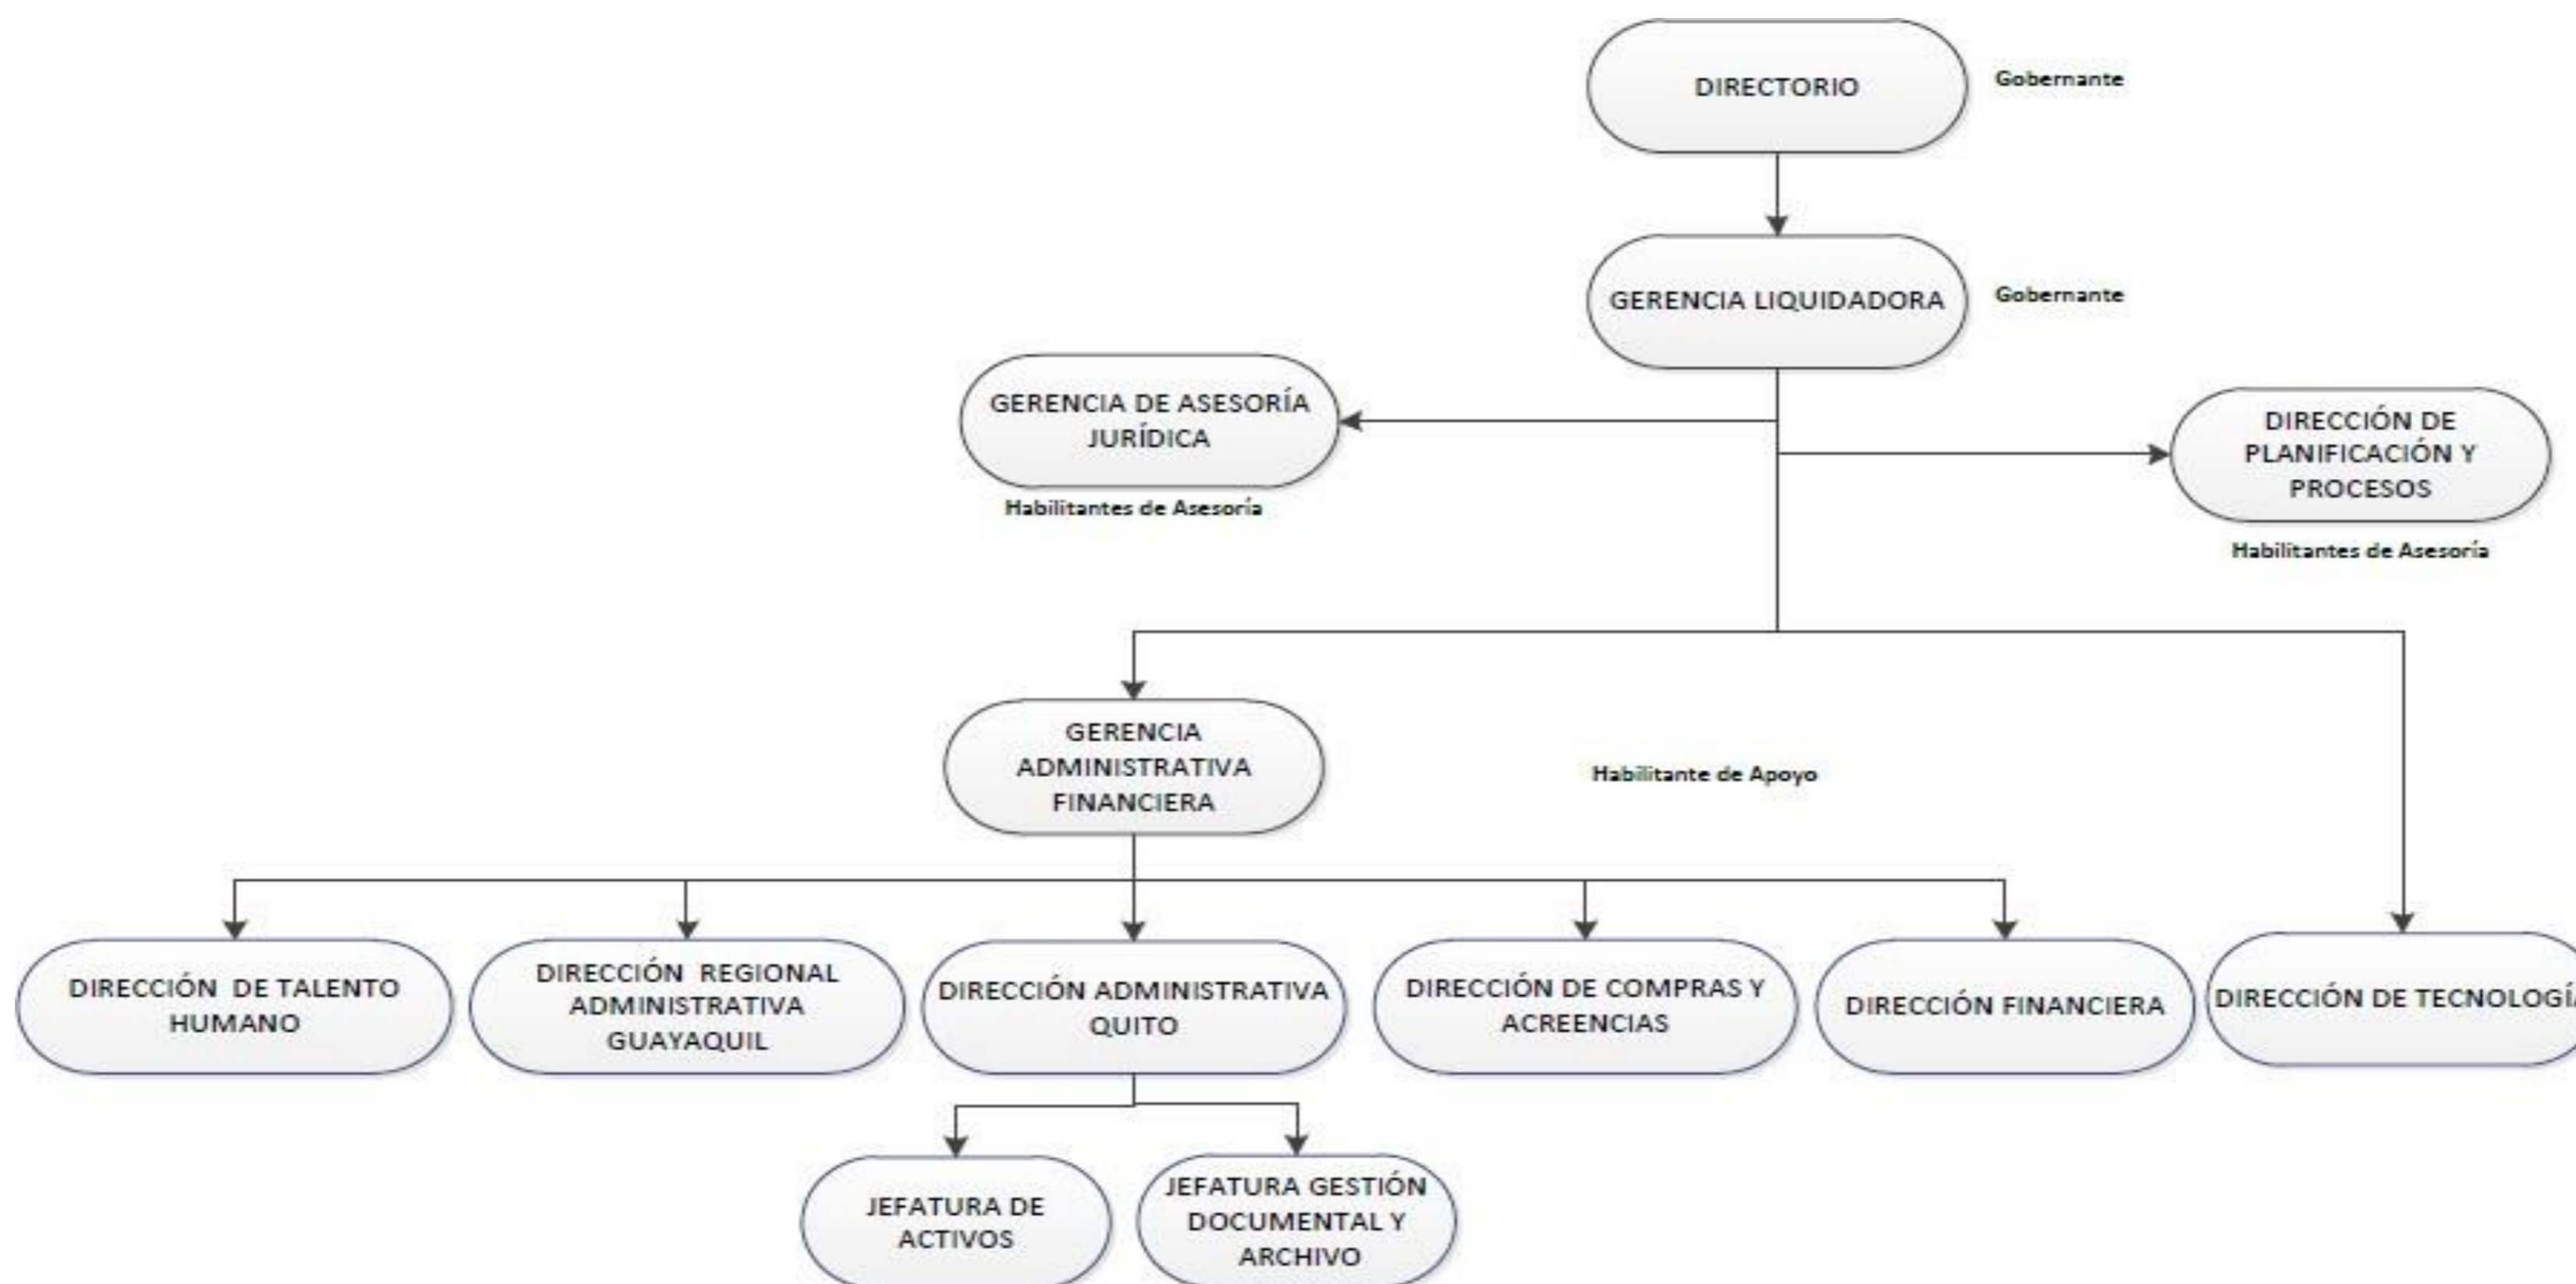 DIRECTORIO
Gobernante
GERENCIA LIQUIDADORA
Gobernante
GERENCIA DE ASESORÍA
JURÍDICA
Habilitantes de Asesoría
DIRECCIÓN DE
PLANIFICACIÓN Y
PROCESOS
Habilitantes de Asesoría
GERENCIA
ADMINISTRATIVA
FINANCIERA
Habilitante de Apoyo
DIRECCIÓN DE TALENTO
HUMANO
DIRECCIÓN REGIONAL
ADMINISTRATIVA
GUAYAQUIL
DIRECCIÓN ADMINISTRATIVA
QUITO
DIRECCIÓN DE COMPRAS Y
ACREENCIAS
DIRECCIÓN FINANCIERA
DIRECCIÓN DE TECNOLOGÍA
JEFATURA DE
ACTIVOS
JEFATURA GESTIÓN
DOCUMENTAL Y
ARCHIVO